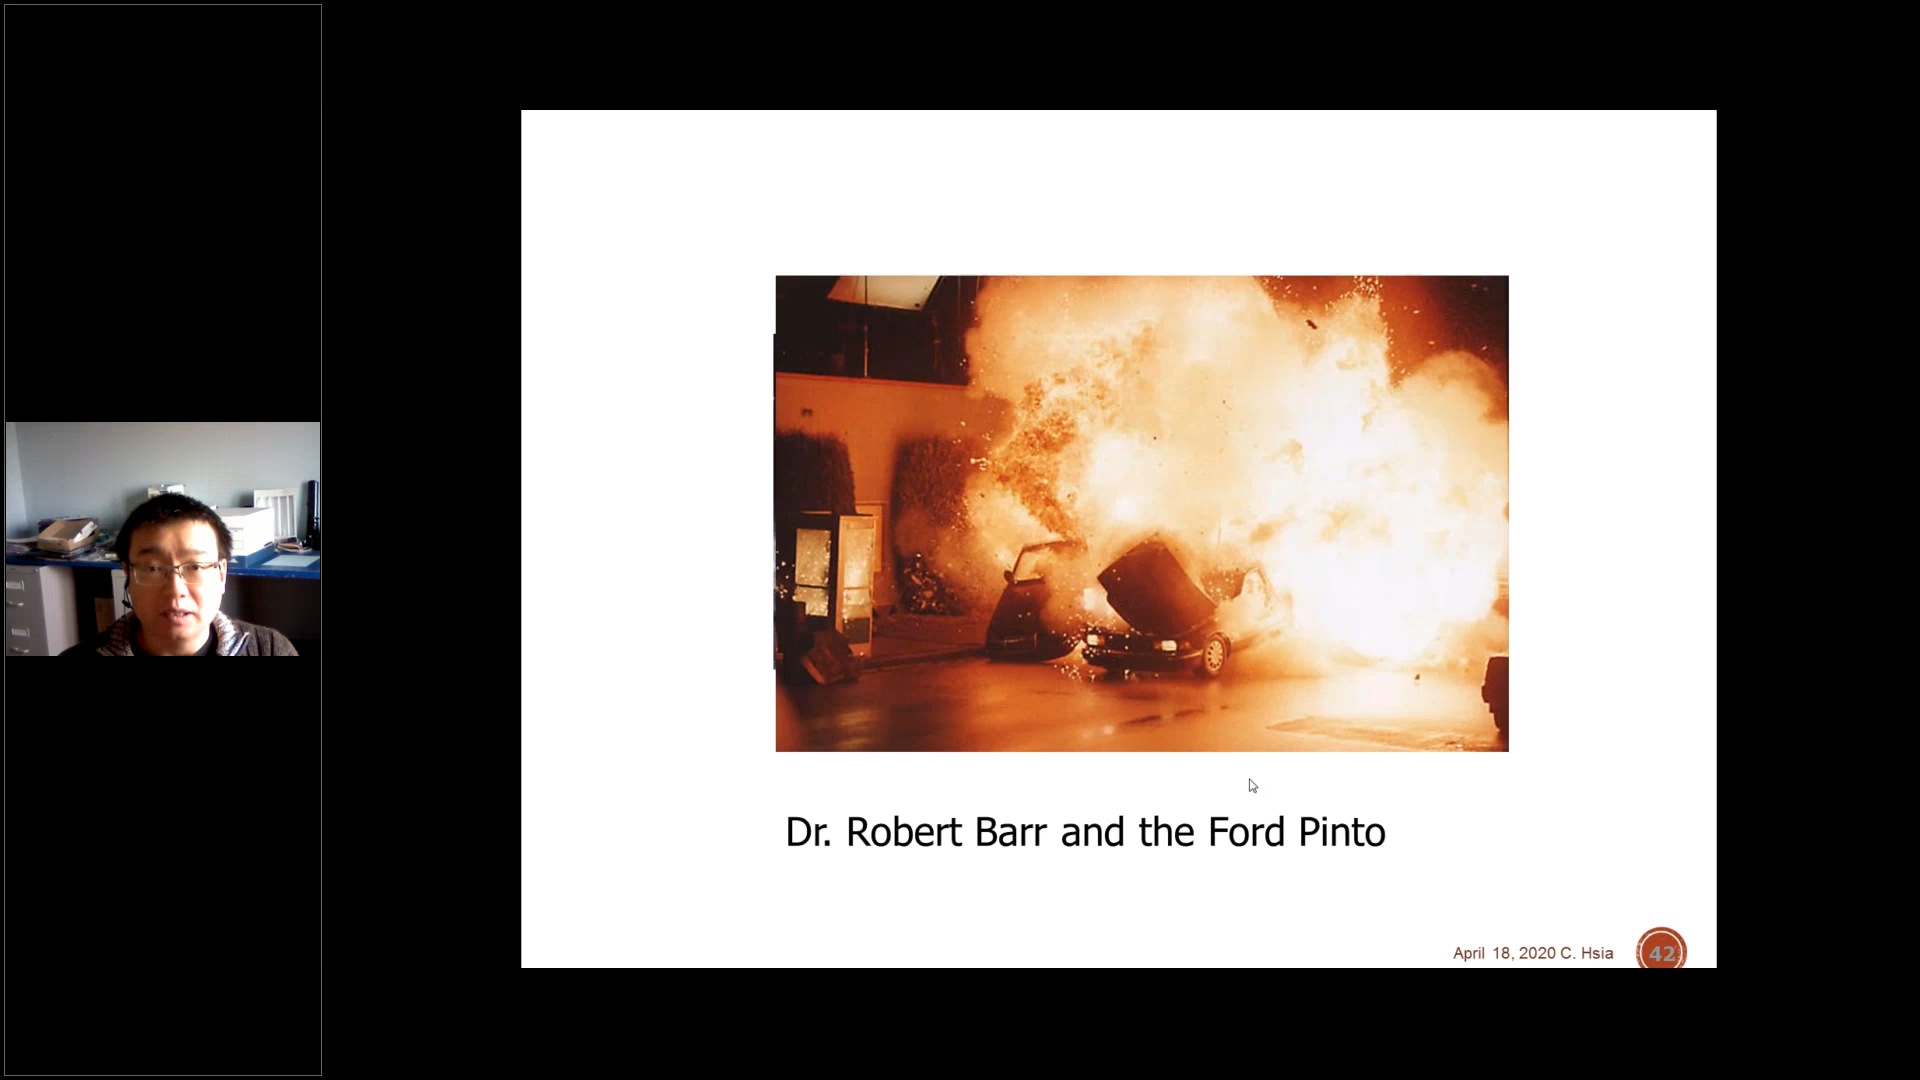 Dr. Robert Barr and the Ford Pinto
April 18, 2020 C. Hsia
42